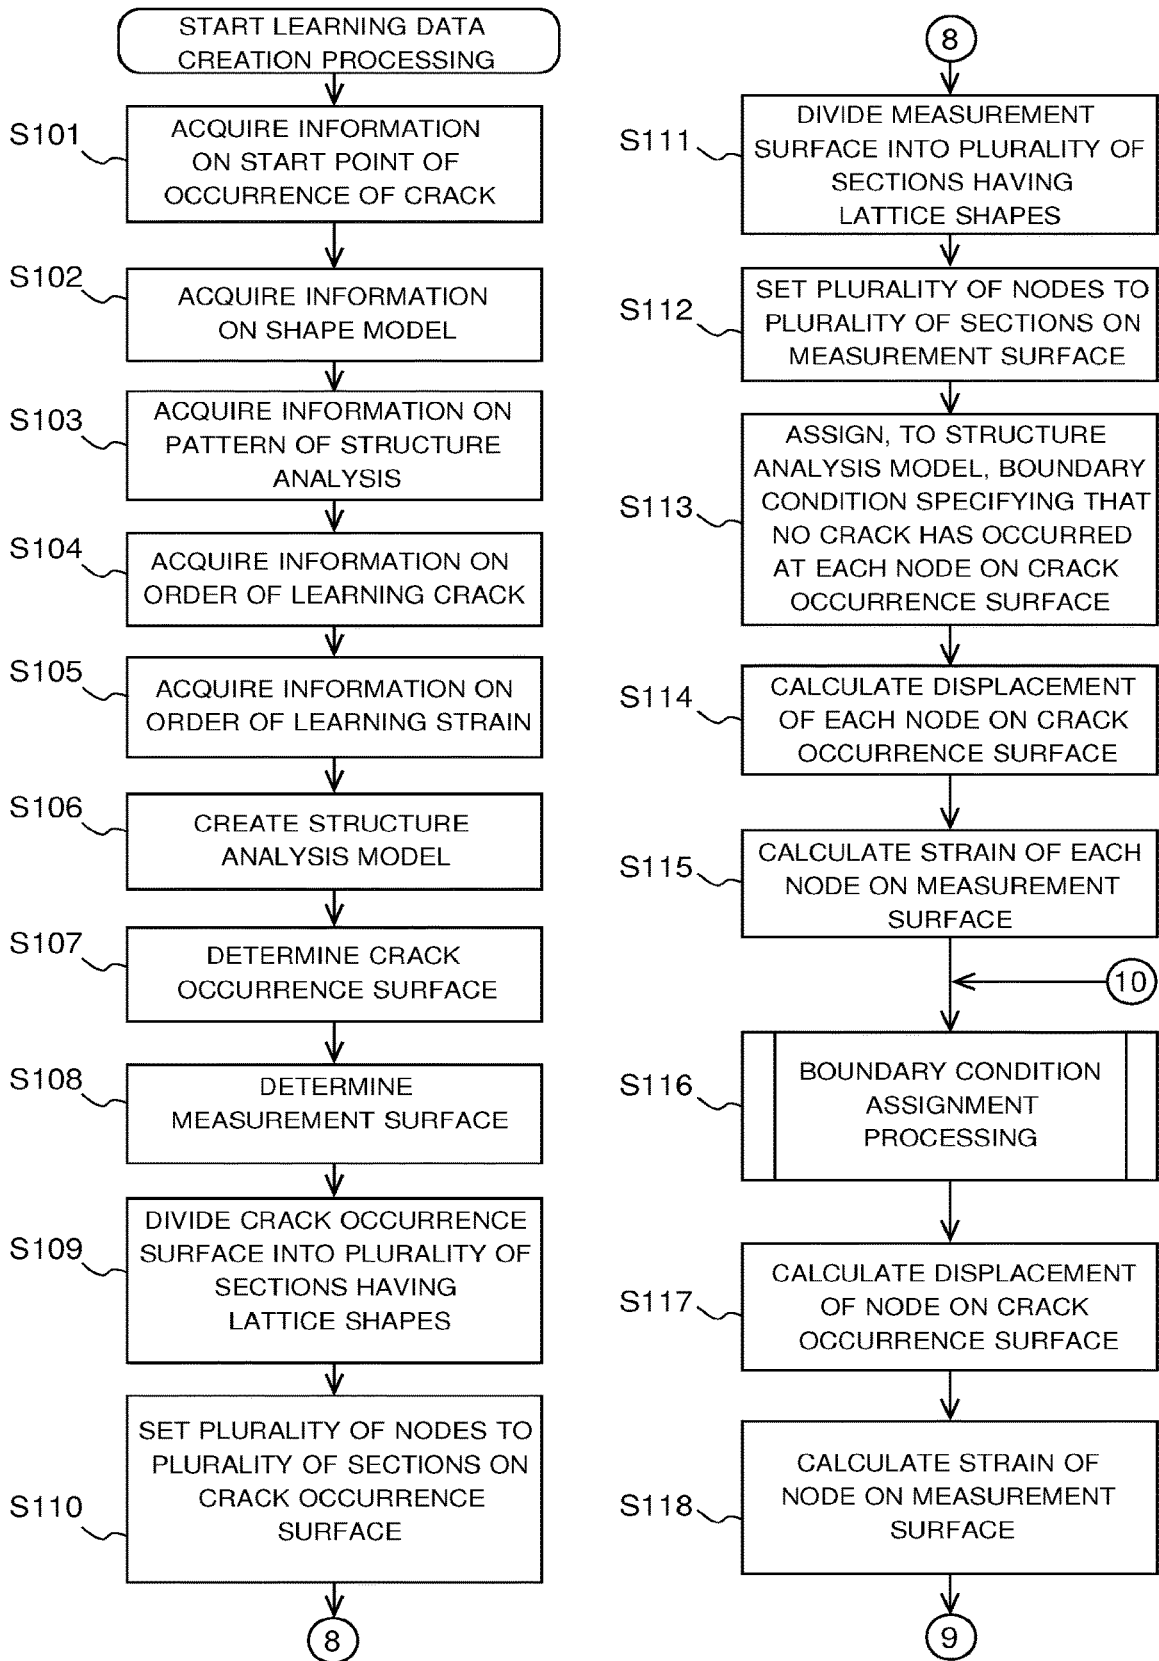 START LEARNING DATA
CREATION PROCESSING
S101
ACQUIRE INFORMATION
ON START POINT OF
OCCURRENCE OF CRACK
S102
ACQUIRE INFORMATION
ON SHAPE MODEL
S103
ACQUIRE INFORMATION ON
PATTERN OF STRUCTURE
ANALYSIS
S104
ACQUIRE INFORMATION ON
ORDER OF LEARNING CRACK
S105
ACQUIRE INFORMATION ON
ORDER OF LEARNING STRAIN
S106
CREATE STRUCTURE
ANALYSIS MODEL
S107
DETERMINE CRACK
OCCURRENCE SURFACE
S108
DETERMINE
MEASUREMENT SURFACE
S109
DIVIDE CRACK OCCURRENCE
SURFACE INTO PLURALITY OF
SECTIONS HAVING
LATTICE SHAPES
S110
SET PLURALITY OF NODES TO
PLURALITY OF SECTIONS ON
CRACK OCCURRENCE
SURFACE
8
8
S111
DIVIDE MEASUREMENT
SURFACE INTO PLURALITY OF
SECTIONS HAVING
LATTICE SHAPES
S112
SET PLURALITY OF NODES TO
PLURALITY OF SECTIONS ON
MEASUREMENT SURFACE
S113
ASSIGN, TO STRUCTURE
ANALYSIS MODEL, BOUNDARY
CONDITION SPECIFYING THAT
NO CRACK HAS OCCURRED
AT EACH NODE ON CRACK
OCCURRENCE SURFACE
S114
CALCULATE DISPLACEMENT
OF EACH NODE ON CRACK
OCCURRENCE SURFACE
S115
CALCULATE STRAIN OF EACH
NODE ON MEASUREMENT
SURFACE
10
S116
BOUNDARY CONDITION
ASSIGNMENT
PROCESSING
S117
CALCULATE DISPLACEMENT
OF NODE ON CRACK
OCCURRENCE SURFACE
S118
CALCULATE STRAIN OF
NODE ON MEASUREMENT
SURFACE
9